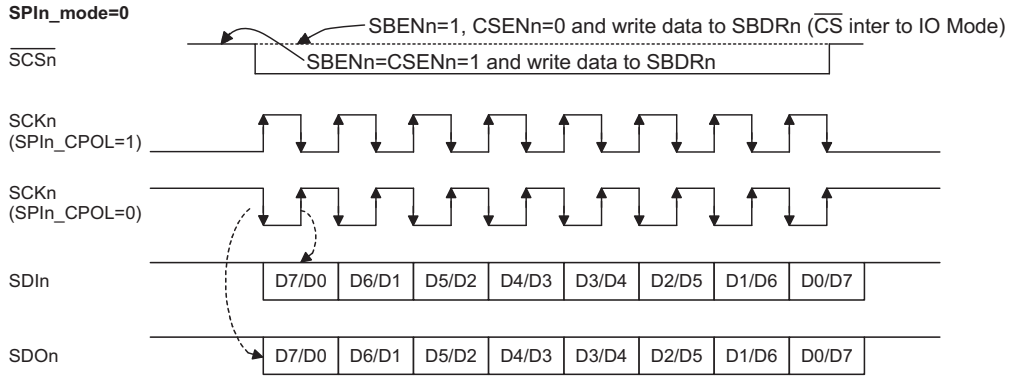 SPIn_mode=0
SBENn=1, CSENn=0 and write data to SBDRn (CS inter to IO Mode)
SCSn
SBENn=CSENn=1 and write data to SBDRn
SCKn
(SPIn_CPOL=1)
SCKn
(SPIn_CPOL=0)
SDIn D7/D0 D6/D1 D5/D2 D4/D3 D3/D4 D2/D5 D1/D6 D0/D7
SDOn D7/D0 D6/D1 D5/D2 D4/D3 D3/D4 D2/D5 D1/D6 D0/D7